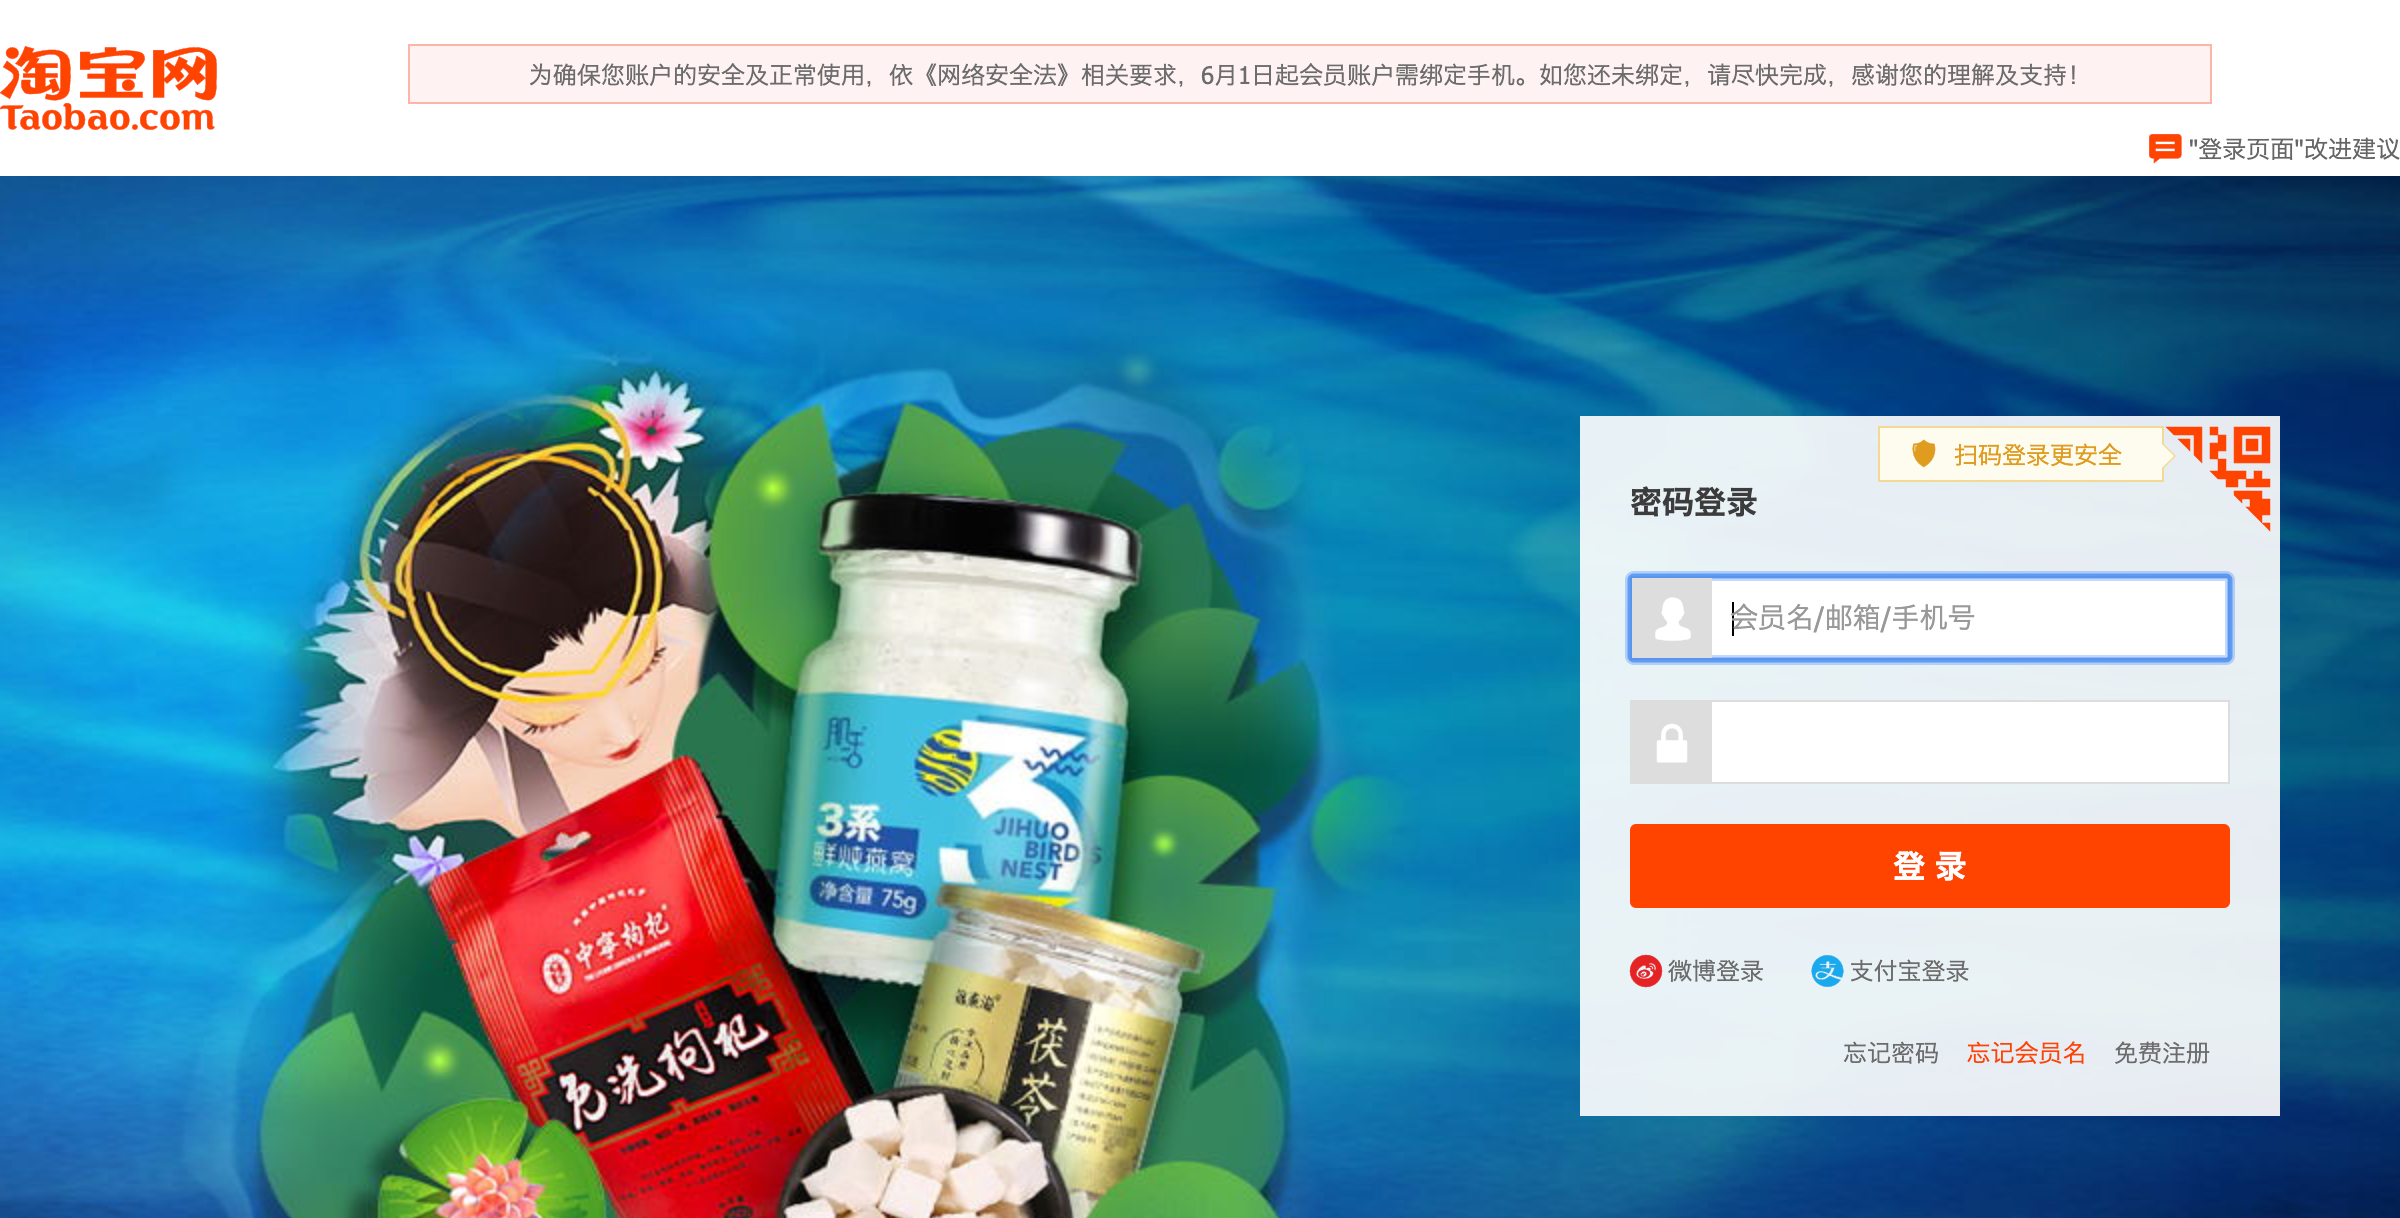 淘宝网
Taobao.com
为确保您账户的安全及正常使用，依《网络安全法》相关要求，6月1日起会员账户需绑定手机。如您还未绑定，请尽快完成，感谢您的理解及支持！
"登录页面"改进建议
扫码登录更安全
密码登录
会员名/邮箱/手机号
登 录
微博登录
支付宝登录
忘记密码
忘记会员名
免费注册
3
3系
鲜炖燕窝
净含量 75g
JIHUO
BIRD
NEST
中宁枸杞
免洗枸杞
茯苓